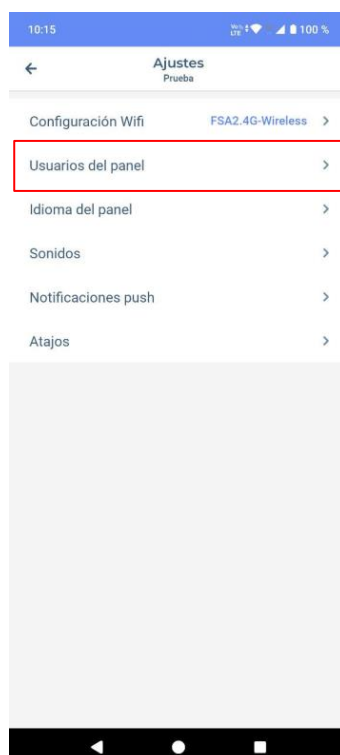 10:15
100 %
Ajustes
Prueba
Configuración Wifi FSA2.4G-Wireless
Usuarios del panel
Idioma del panel
Sonidos
Notificaciones push
Atajos